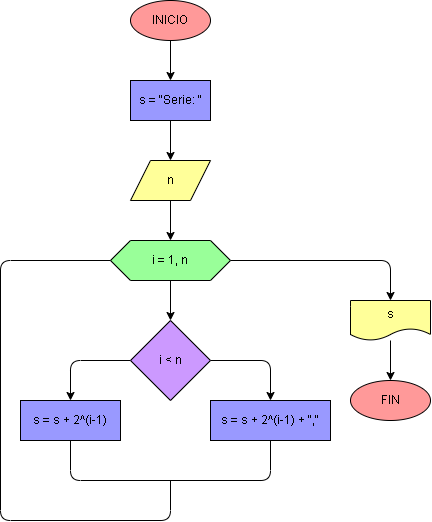 INICIO
s = "Serie: "
n
i = 1, n
s
i < n
s = s + 2^(i-1)
s = s + 2^(i-1) + ","
FIN